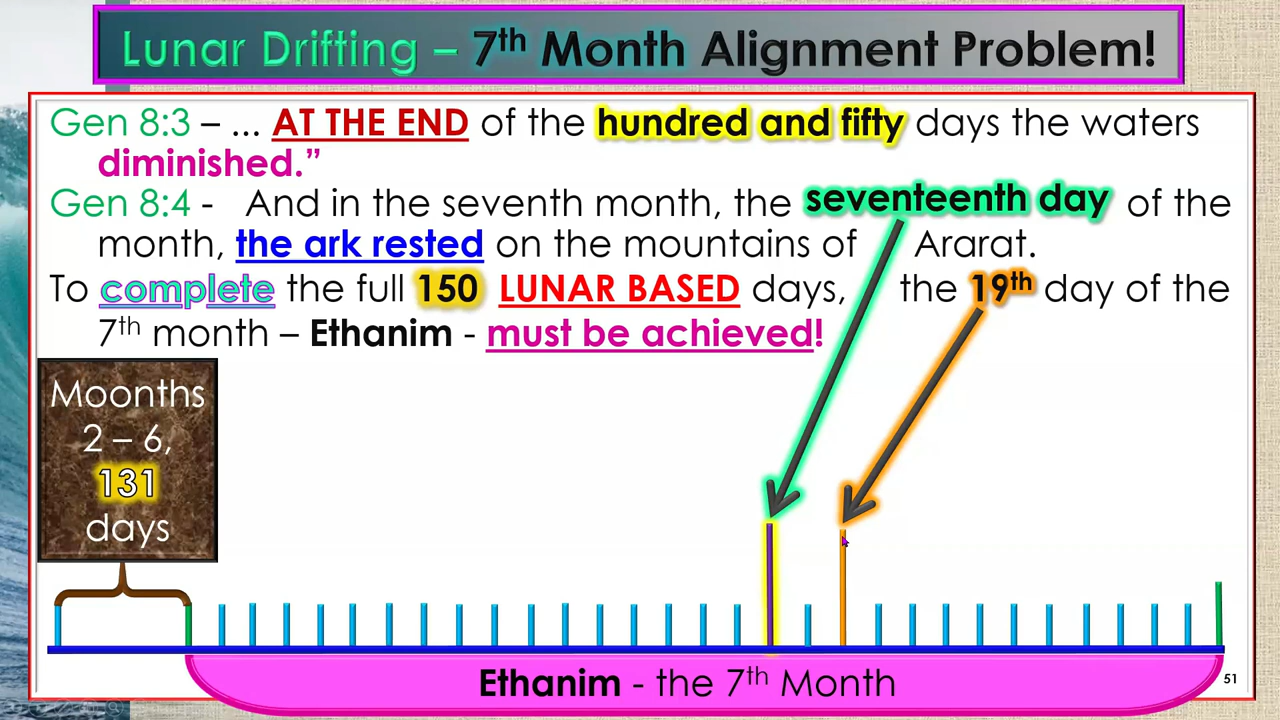 Lunar Drifting – 7th Month Alignment Problem!
Gen 8:3 – ... AT THE END of the hundred and fifty days the waters
diminished.”
Gen 8:4 - And in the seventh month, the seventeenth day of the
month, the ark rested on the mountains of Ararat.
To complete the full 150 LUNAR BASED days, the 19th day of the
7th month – Ethanim - must be achieved!
Moonths
2 – 6,
131
days
Ethanim - the 7th Month
51